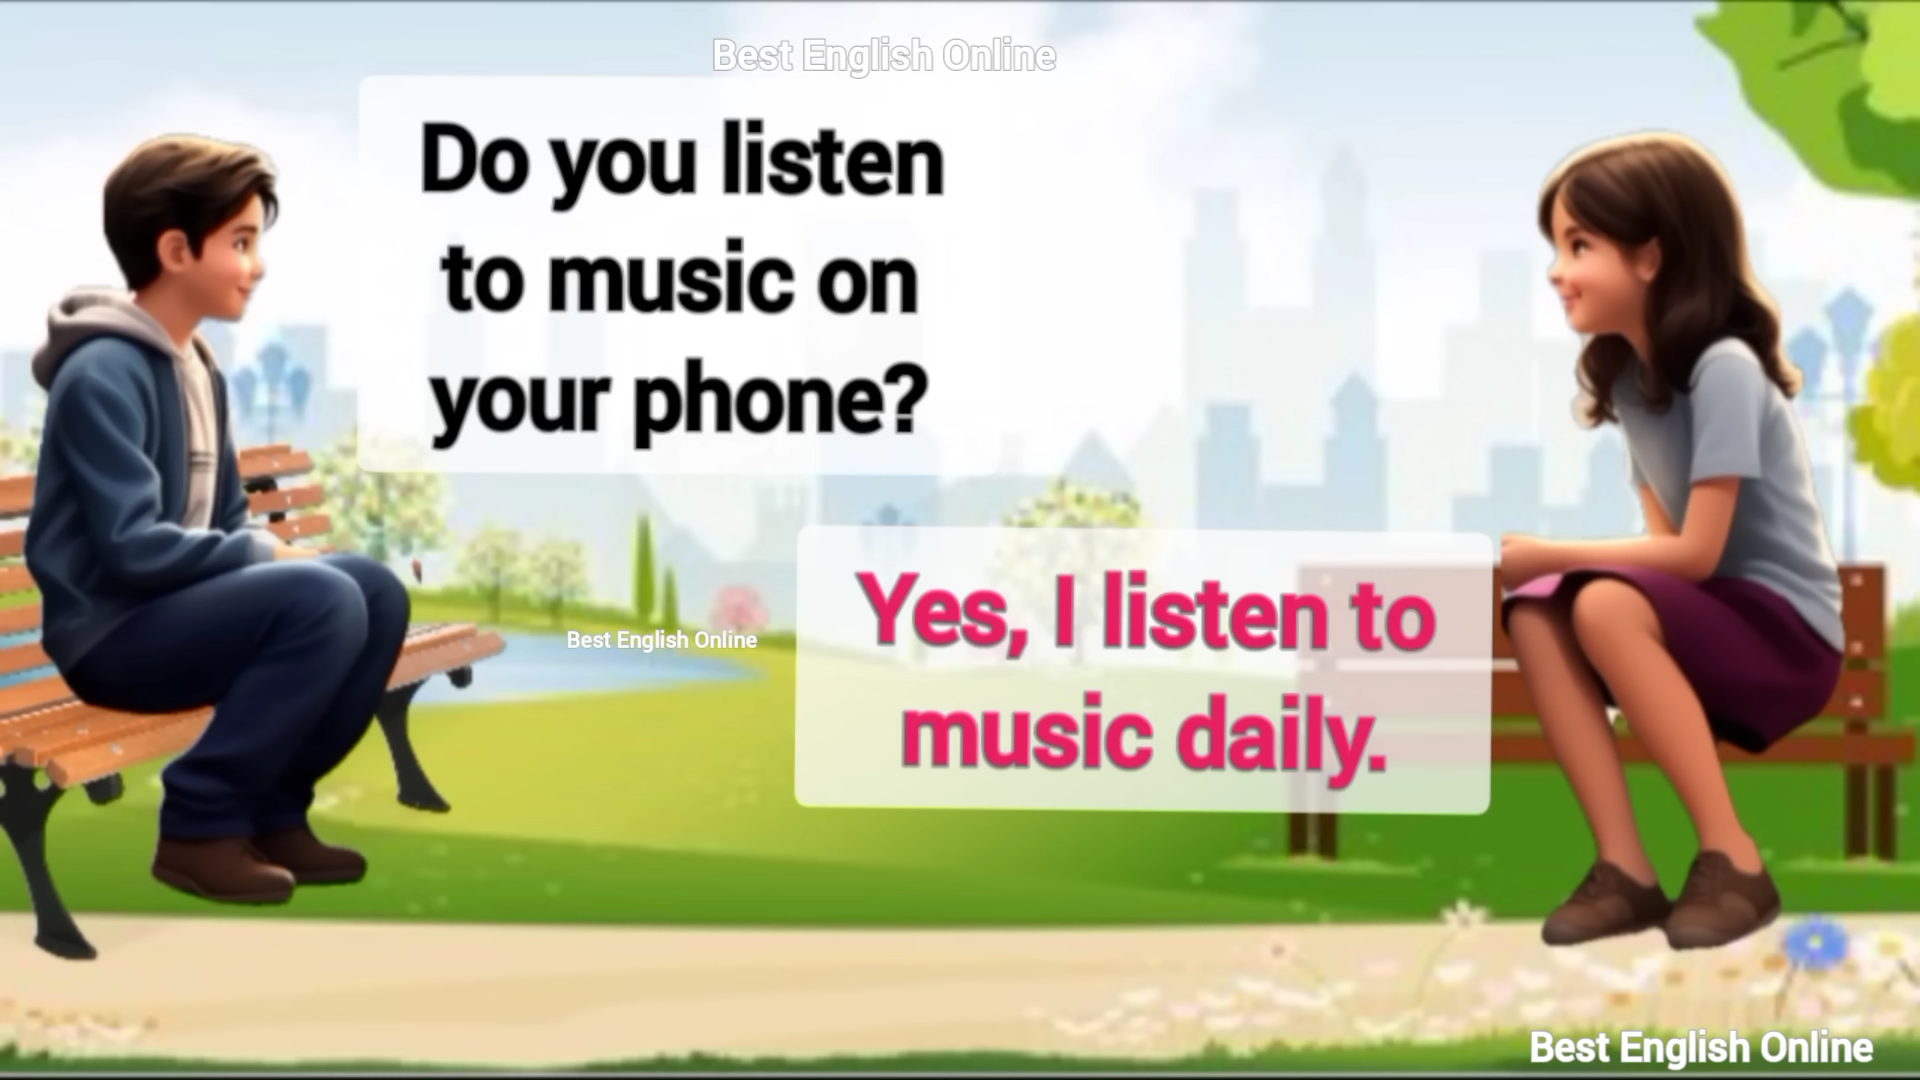 Best English Online
Do you listen
to music on
your phone?
Yes, I listen to
Best English Online
music daily.
Best English Online